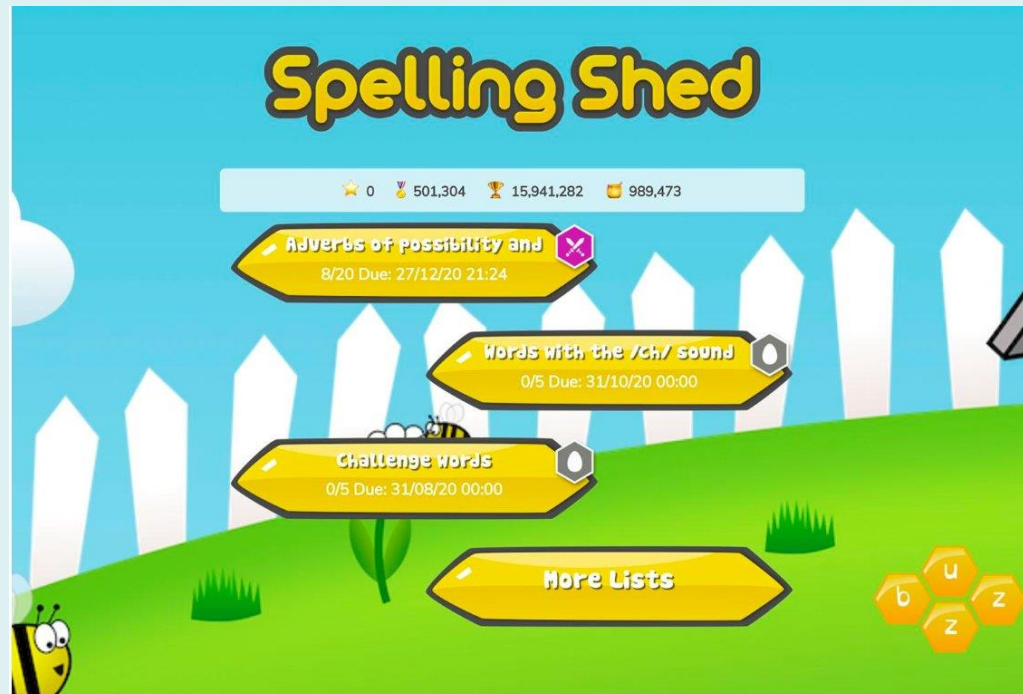 Spelling Shed
0 501,304 15,941,282 989,473
Adverbs of possibility and
8/20 Due: 27/12/20 21:24
Words with the /ch/ sound
0/5 Due: 31/10/20 00:00
Challenge words
0/5 Due: 31/08/20 00:00
More Lists
u
b z
z